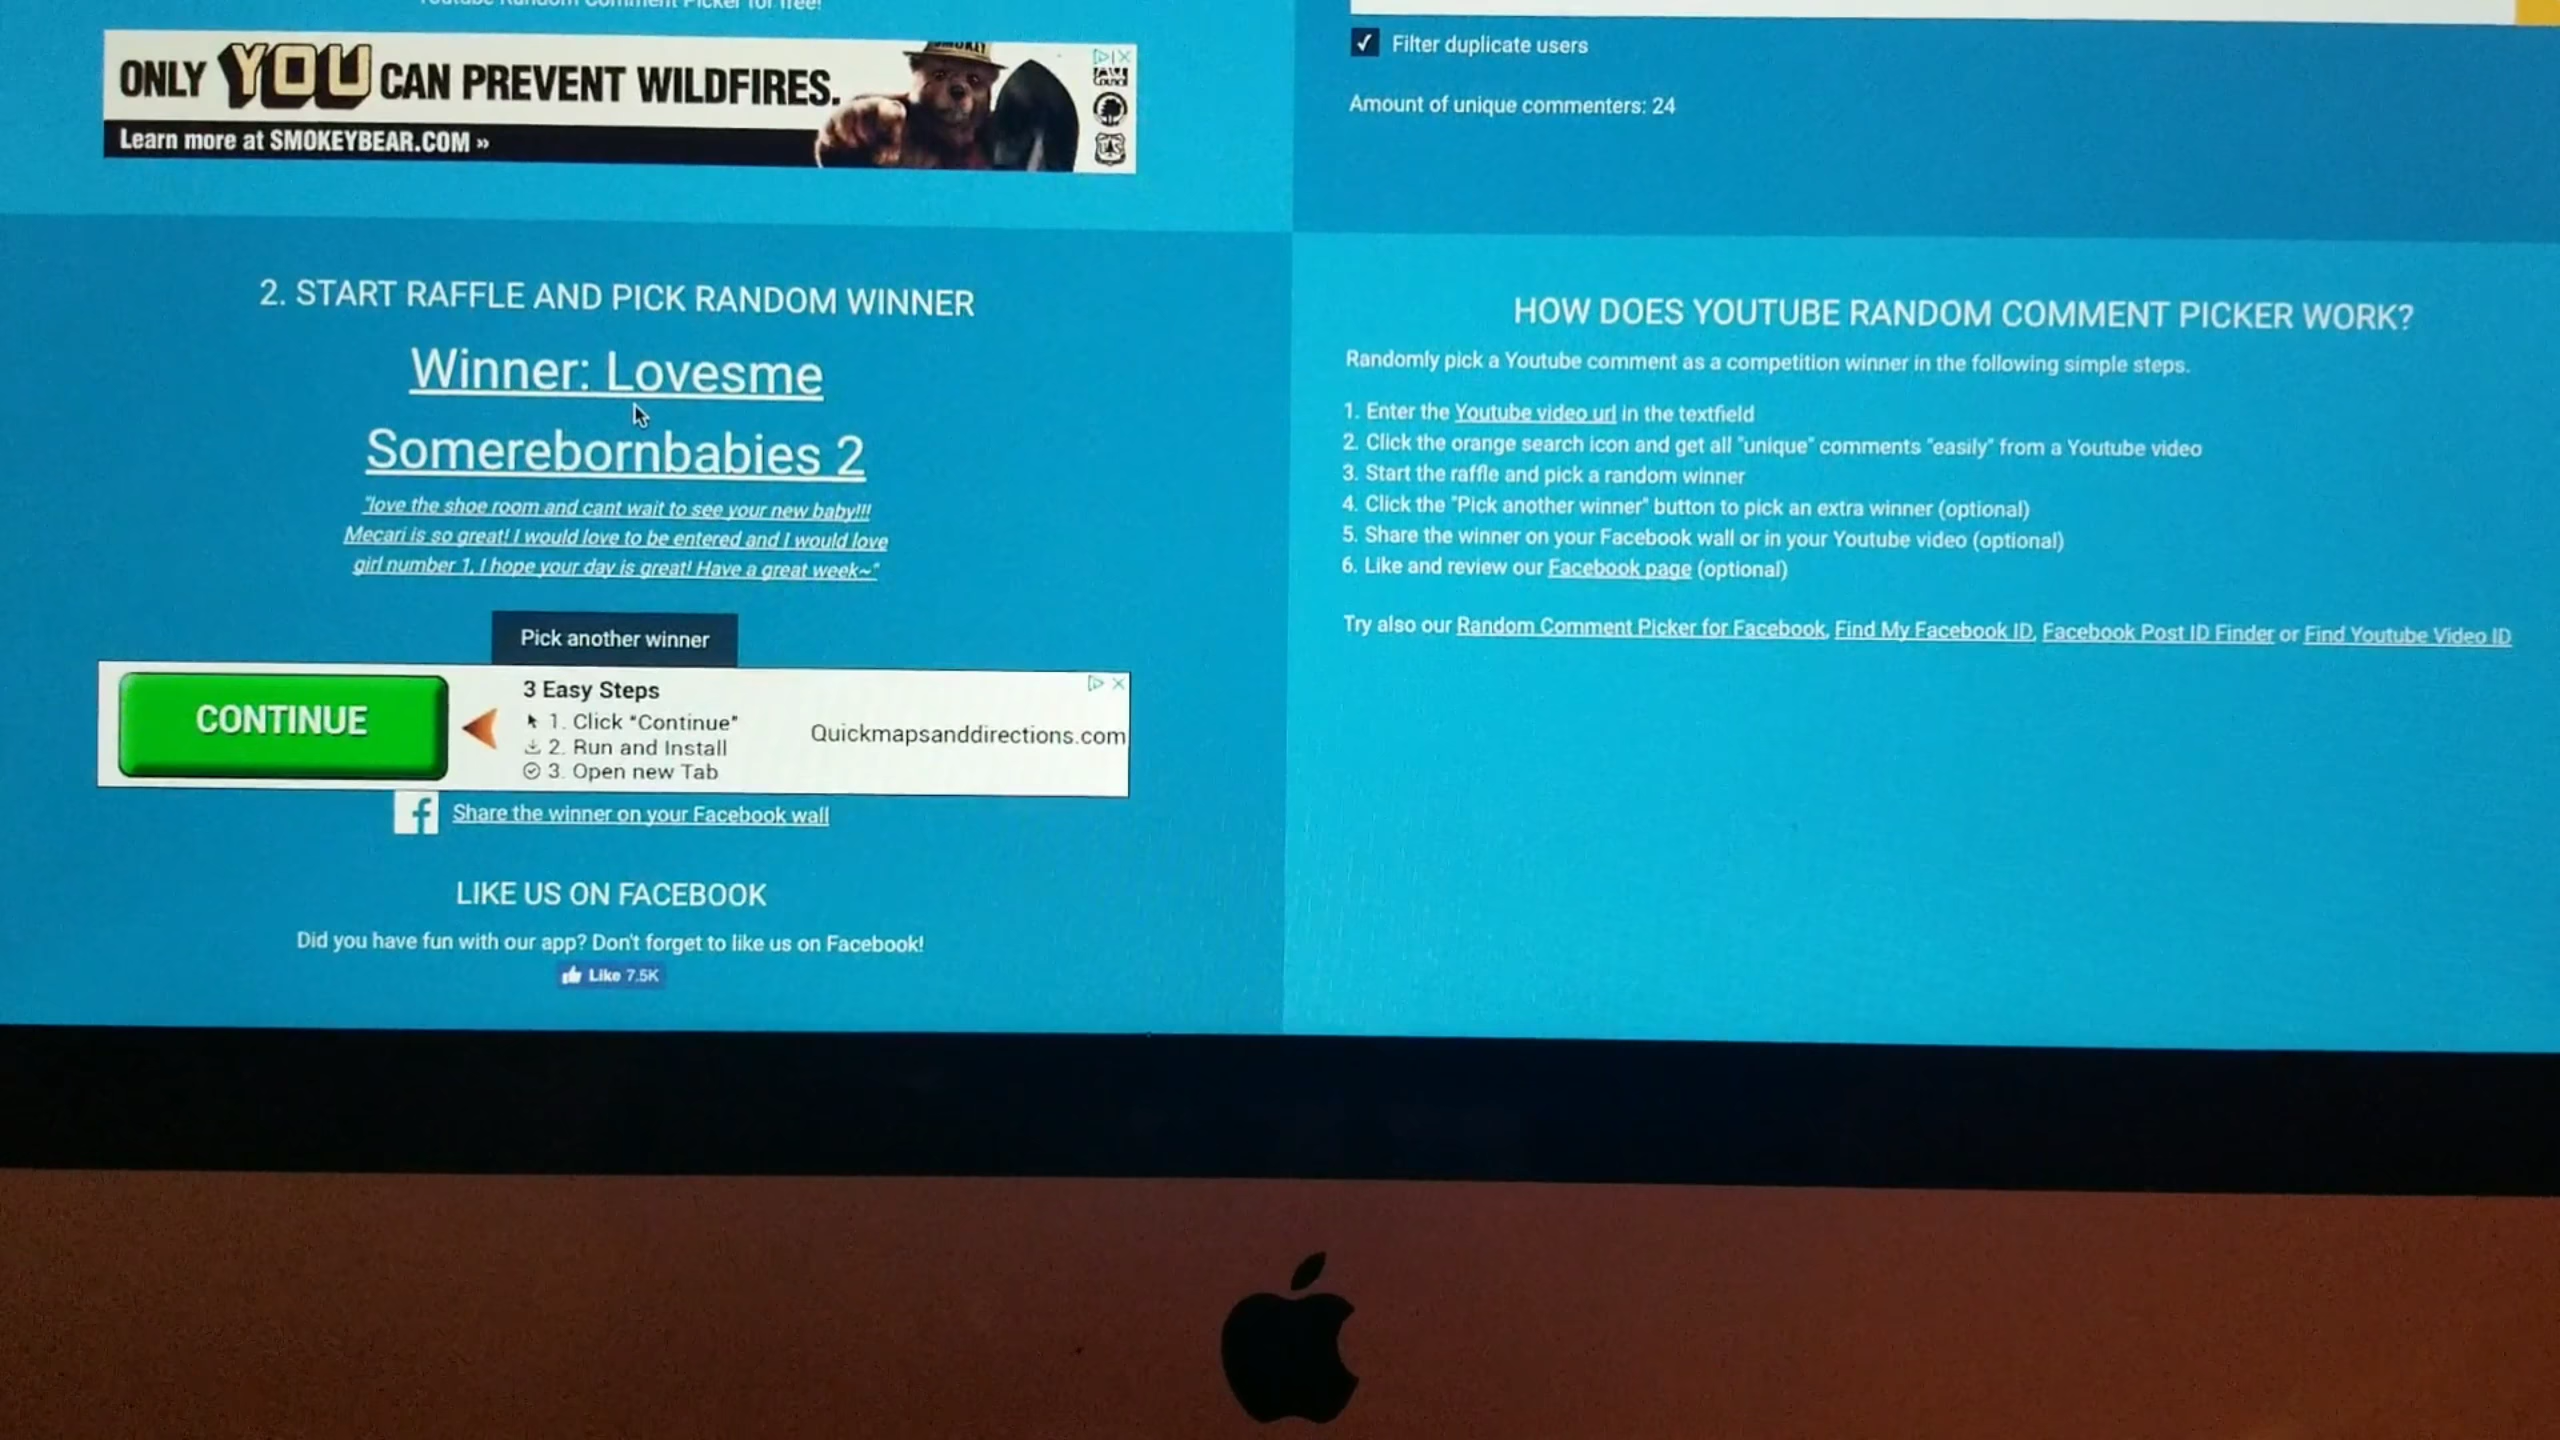 Youtube Random Comment Picker for free!
ONLY YOU CAN PREVENT WILDFIRES.
Learn more at SMOKEYBEAR.COM »
SMOKEY
Filter duplicate users
Amount of unique commenters: 24
2. START RAFFLE AND PICK RANDOM WINNER
Winner: Lovesme
Somerebornbabies 2
"love the shoe room and cant wait to see your new baby!!!
Mecari is so great! I would love to be entered and I would love
girl number 1, I hope your day is great! Have a great week~"
Pick another winner
CONTINUE
3 Easy Steps
1. Click "Continue"
2. Run and Install
3. Open new Tab
Quickmapsanddirections.com
Share the winner on your Facebook wall
LIKE US ON FACEBOOK
Did you have fun with our app? Don't forget to like us on Facebook!
Like 7.5K
HOW DOES YOUTUBE RANDOM COMMENT PICKER WORK?
Randomly pick a Youtube comment as a competition winner in the following simple steps.
1. Enter the Youtube video url in the textfield
2. Click the orange search icon and get all "unique" comments "easily" from a Youtube video
3. Start the raffle and pick a random winner
4. Click the "Pick another winner" button to pick an extra winner (optional)
5. Share the winner on your Facebook wall or in your Youtube video (optional)
6. Like and review our Facebook page (optional)
Try also our Random Comment Picker for Facebook, Find My Facebook ID, Facebook Post ID Finder or Find Youtube Video ID